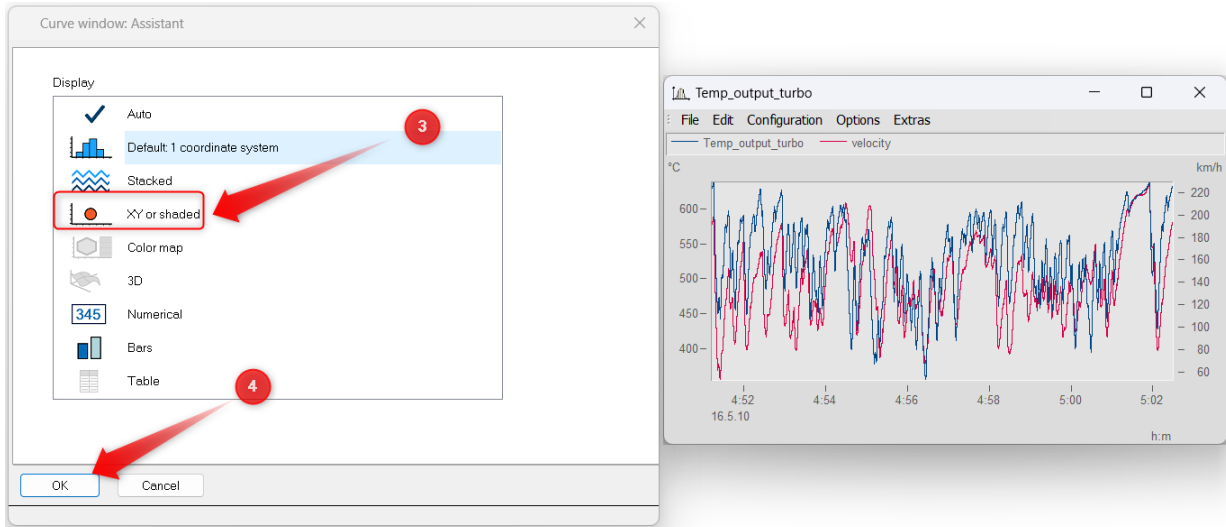 Curve window: Assistant
Display
Auto
Default: 1 coordinate system
3
Stacked
XY or shaded
Color map
3D
345 Numerical
Bars
Table
4
OK Cancel
Temp_output_turbo
File Edit Configuration Options Extras
Temp_output_turbo velocity
°C km/h
220
600
200
180
550
160
500
140
120
450
100
400
80
60
4:52 4:54 4:56 4:58 5:00 5:02
16.5.10
h:m